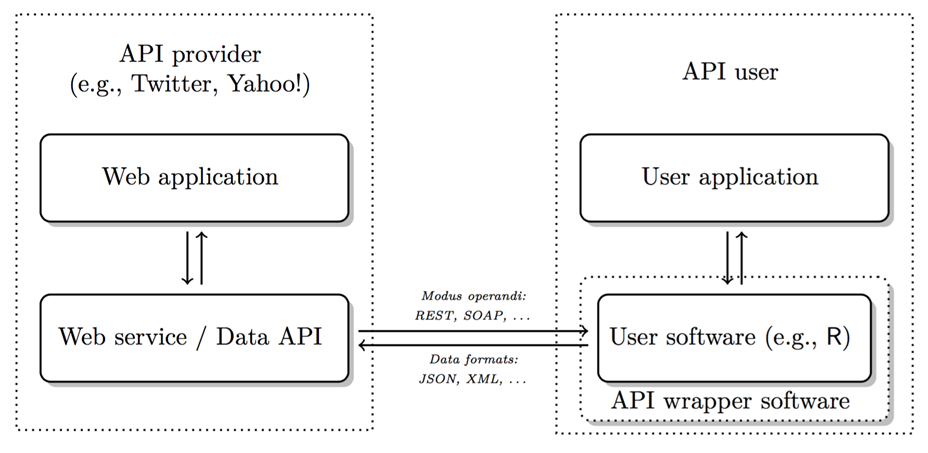 API provider
(e.g., Twitter, Yahoo!)
Web application
Web service / Data API
Modus operandi:
REST, SOAP, ...
Data formats:
JSON, XML, ...
API user
User application
User software (e.g., R)
API wrapper software